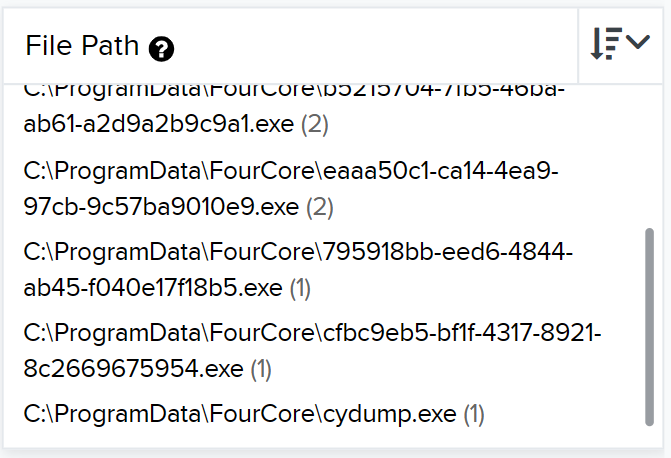 File Path ?
C:\ProgramData\FourCore\b5215704-7fb5-46ba-
ab61-a2d9a2b9c9a1.exe (2)
C:\ProgramData\FourCore\eaaa50c1-ca14-4ea9-
97cb-9c57ba9010e9.exe (2)
C:\ProgramData\FourCore\795918bb-eed6-4844-
ab45-f040e17f18b5.exe (1)
C:\ProgramData\FourCore\cfbc9eb5-bf1f-4317-8921-
8c2669675954.exe (1)
C:\ProgramData\FourCore\cydump.exe (1)